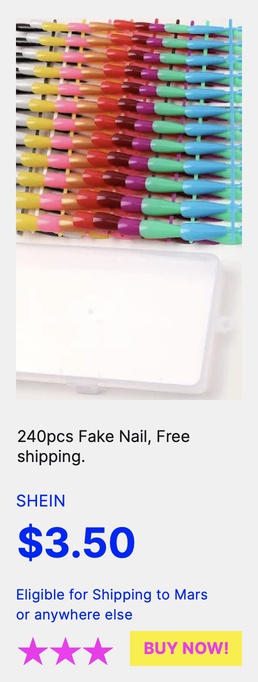 240pcs Fake Nail, Free
shipping.
SHEIN
$3.50
Eligible for Shipping to Mars
or anywhere else
BUY NOW!